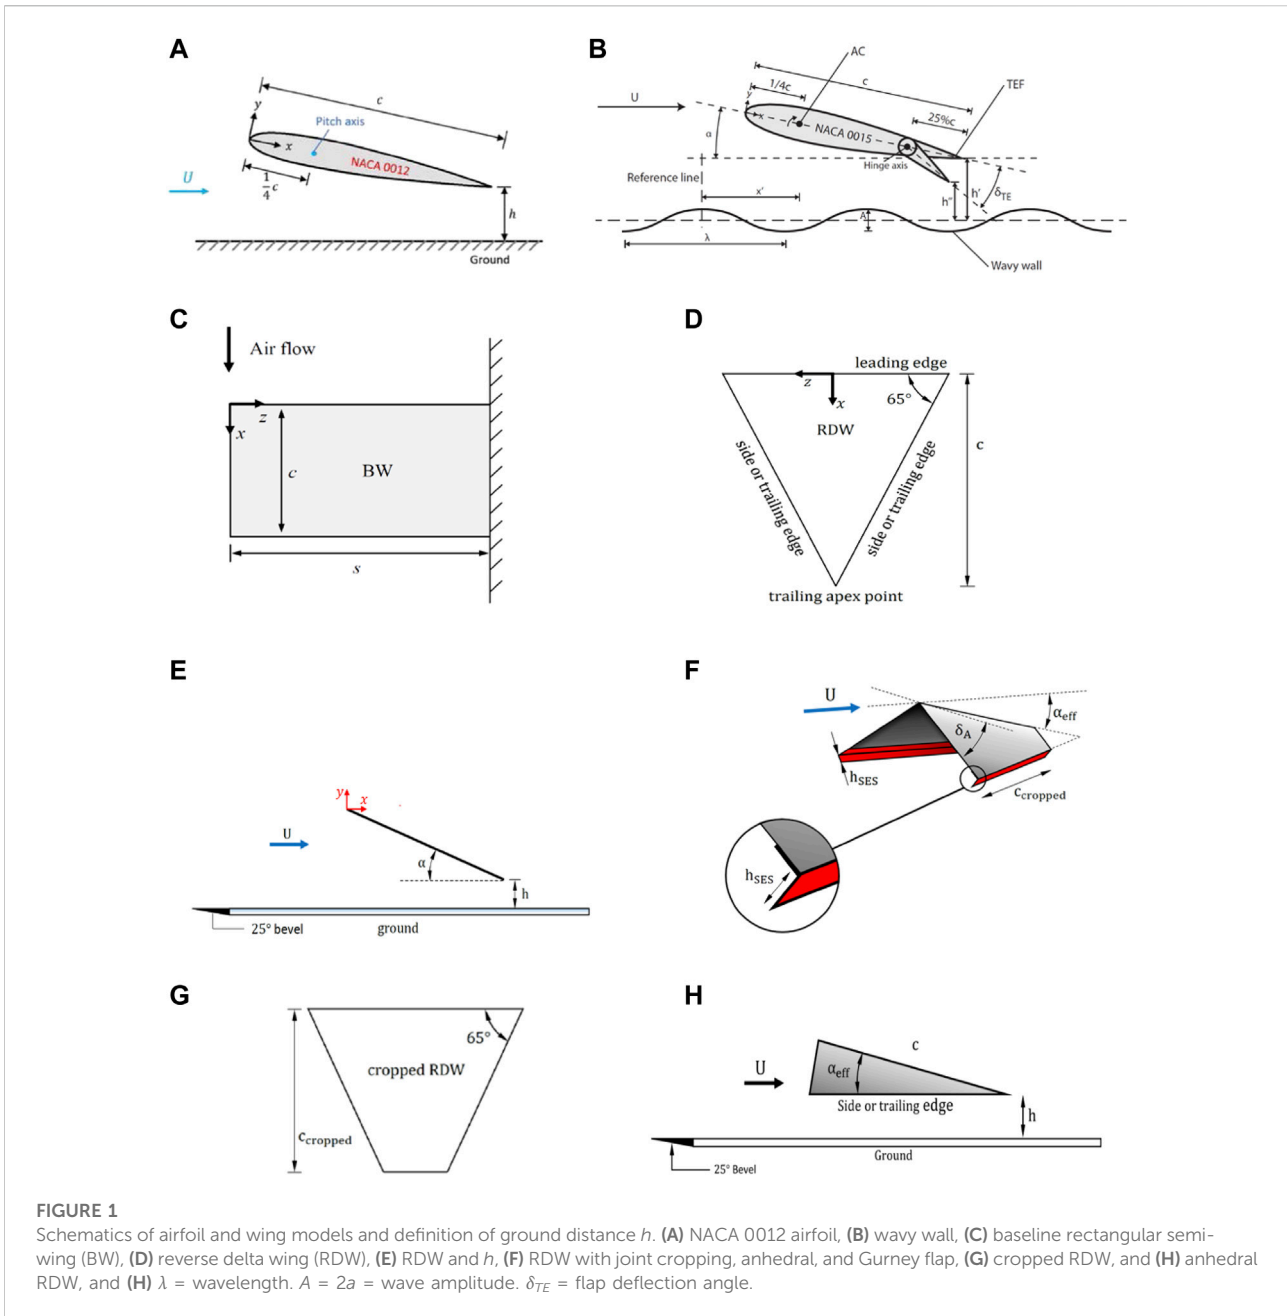 A
c
y
Pitch axis
x
NACA 0012
U
1/4 c
h
Ground
B
AC
c
1/4c
TEF
U
y
x
25%c
α
NACA 0015
Hinge axis
Reference line
h'
δTE
x'
h"
A
λ
Wavy wall
C
Air flow
z
x
c
BW
s
D
leading edge
z
x
65°
RDW
c
side or trailing edge
side or trailing edge
trailing apex point
E
y
x
U
α
h
25° bevel
ground
F
U
αeff
δA
hSES
ccropped
hSES
G
65°
cropped RDW
ccropped
H
c
U
αeff
Side or trailing edge
h
Ground
25° Bevel
FIGURE 1
Schematics of airfoil and wing models and definition of ground distance h. (A) NACA 0012 airfoil, (B) wavy wall, (C) baseline rectangular semi-
wing (BW), (D) reverse delta wing (RDW), (E) RDW and h, (F) RDW with joint cropping, anhedral, and Gurney flap, (G) cropped RDW, and (H) anhedral
RDW, and (H) λ = wavelength. A = 2a = wave amplitude. δTE = flap deflection angle.